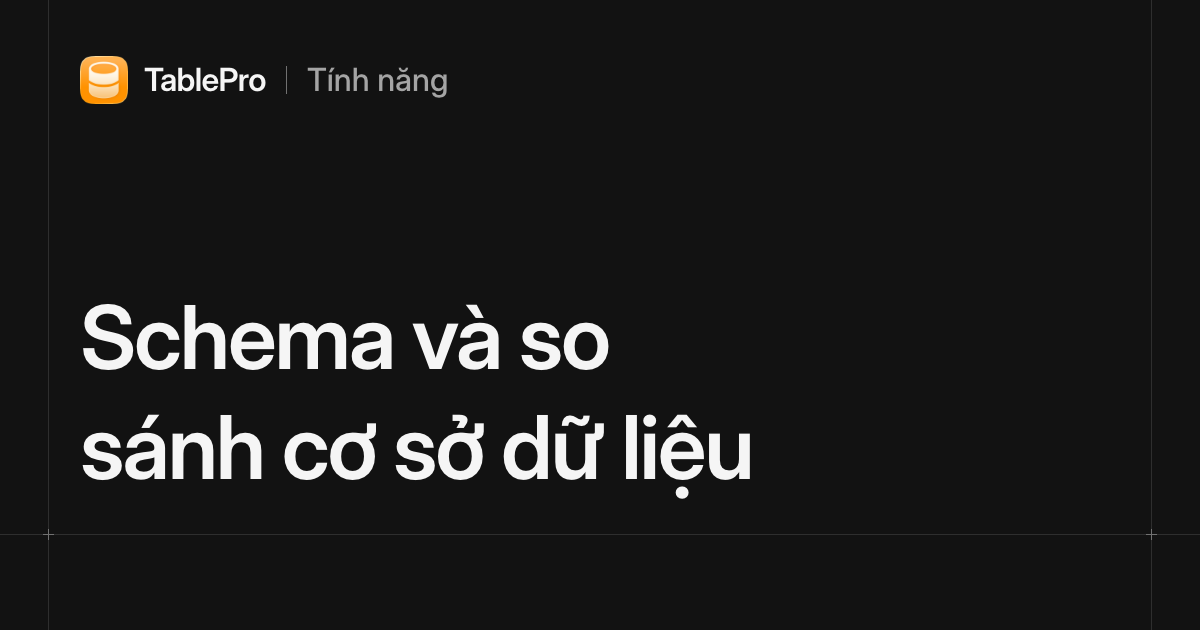 TablePro | Tính năng
Schema và so
sánh cơ sở dữ liệu